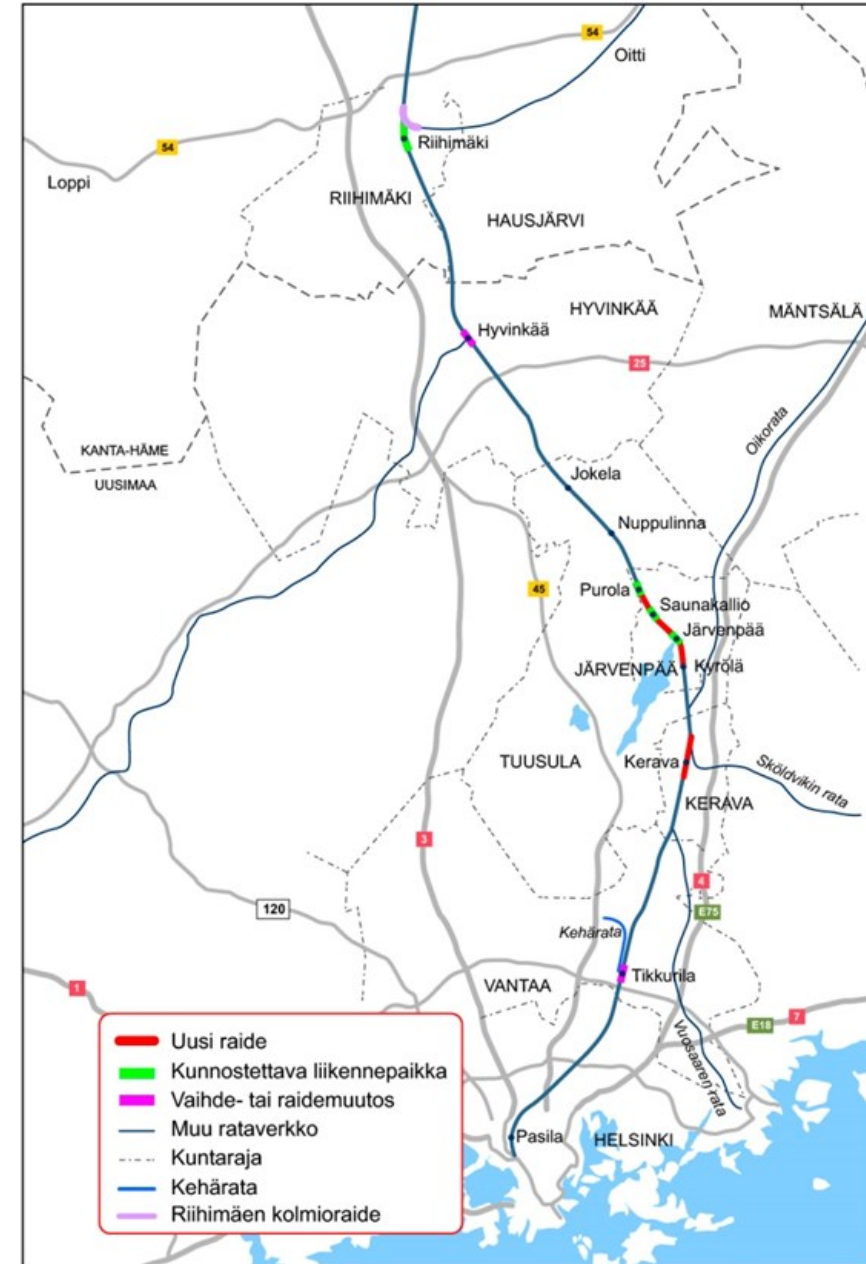 54
Oitti
54
Riihimäki
Loppi
RIIHIMÄKI
HAUSJÄRVI
HYVINKÄÄ
MÄNTSÄLÄ
Hyvinkää
25
Oikorata
KANTA-HÄME
UUSIMAA
Jokela
Nuppulinna
45
Purola
Saunakallio
Järvenpää
JÄRVENPÄÄ
Kyrölä
TUUSULA
Kerava
Sköldvikin rata
KERAVA
3
4
120
E75
Kehärata
Tikkurila
VANTAA
1
7
E18
Vuosaaren rata
Pasila
HELSINKI
Uusi raide
Kunnostettava liikennepaikka
Vaihde- tai raidemuutos
Muu rataverkko
Kuntaraja
Kehärata
Riihimäen kolmioraide